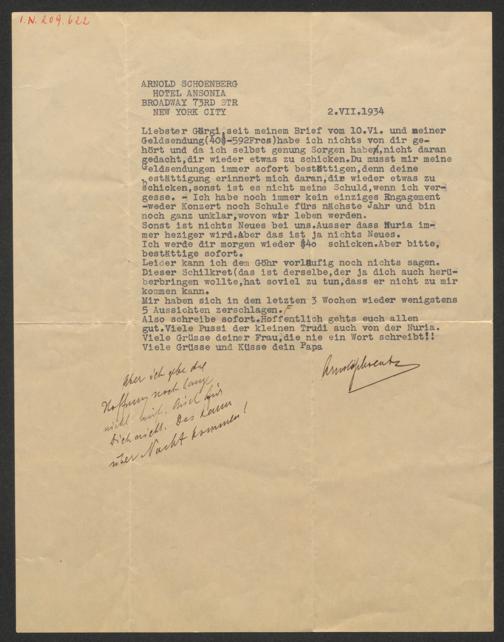 I.N. 209.622
ARNOLD SCHOENBERG
HOTEL ANSONIA
BROADWAY 73RD STR
NEW YORK CITY
2.VII.1934
Liebster Görgi,seit meinem Brief vom 10.Vi. und meiner
Geldsendung(40$-592Frcs)habe ich nichts von dir ge-
hört und da ich selbst genung Sorgen habe,nicht daran
gedacht,dir wieder etwas zu schicken.Du musst mir meine
Geldsendungen immer sofort bestättigen,denn deine
Bestättigung erinnert mich daran,dir wieder etwas zu
schicken,sonst ist es nicht meine Schuld,wenn ich ver-
gesse. - Ich habe noch immer kein einziges Engagement
-weder Konzert noch Schule fürs nächste Jahr und bin
noch ganz unklar,wovon wir leben werden.
Sonst ist nichts Neues bei uns.Ausser dass Nuria im-
mer heziger wird.Aber das ist ja nichts Neues.
Ich werde dir morgen wieder $4o schicken.Aber bitte,
bestättige sofort.
Leider kann ich dem Göhr vorläufig noch nichts sagen.
Dieser Schilkret(das ist derselbe,der ja dich auch herü-
berbringen wollte,hat soviel zu tun,dass er nicht zu mir
kommen kann.
Mir haben sich in den letzten 3 Wochen wieder wenigstens
5 Aussichten zerschlagen.
Also schreibe sofort.Hoffentlich gehts euch allen
gut.Viele Pussi der kleinen Trudi auch von der Nuria.
Viele Grüsse deiner Frau,die nie ein Wort schreibt!!
Viele Grüsse und Küsse dein Papa
Aber ich gebe die
Hoffnung noch lange
nicht auf. Auch für
Dich nicht. Das kann
über Nacht kommen!